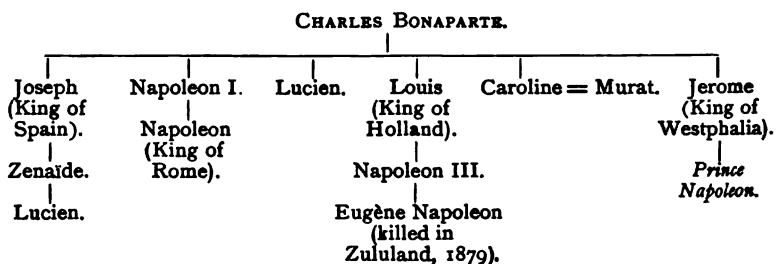 CHARLES BONAPARTE.
Joseph Napoleon I. Lucien. Louis Caroline = Murat. Jerome
(King of (King of (King of
Spain). Napoleon Holland). Westphalia).
(King of
Zenaïde. Rome). Napoleon III. Prince
Napoleon.
Lucien. Eugène Napoleon
(killed in
Zululand, 1879).